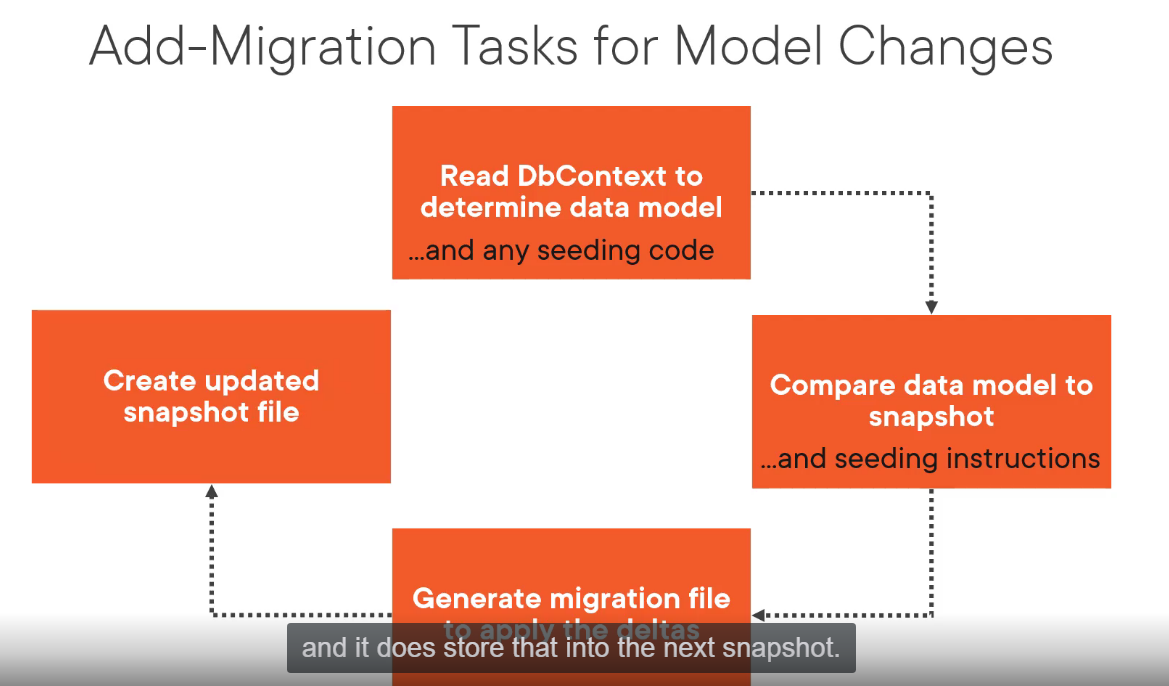 Add-Migration Tasks for Model Changes
Read DbContext to
determine data model
...and any seeding code
Compare data model to
snapshot
...and seeding instructions
Create updated
snapshot file
Generate migration file
to apply the deltas
and it does store that into the next snapshot.